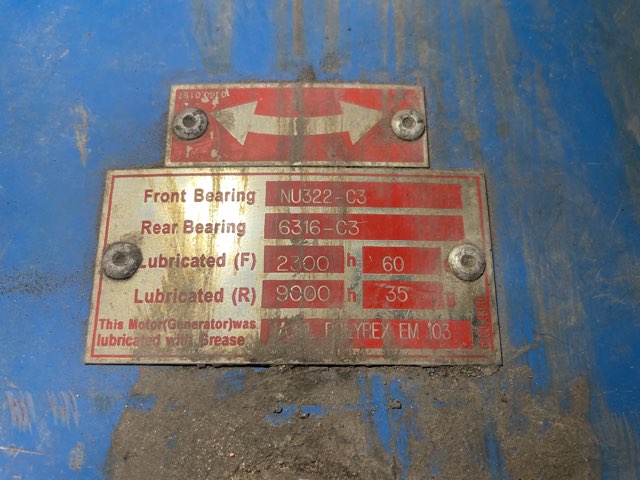 Front Bearing NU322-C3
Rear Bearing 6316-C3
Lubricated (F) 2300 h 60
Lubricated (R) 9000 h 35
This Motor(Generator)was
lubricated with Grease POLYREX EM 103